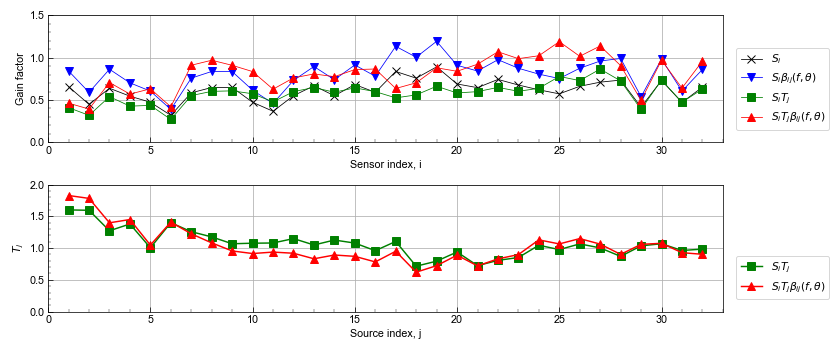 1.5
1.0
0.5
0.0
Gain factor
0 5 10 15 20 25 30
Sensor index, i
S_i
S_iβ_ij(f, θ)
S_iT_j
S_iT_jβ_ij(f, θ)
2.0
1.5
1.0
0.5
0.0
T_j
0 5 10 15 20 25 30
Source index, j
S_iT_j
S_iT_jβ_ij(f, θ)